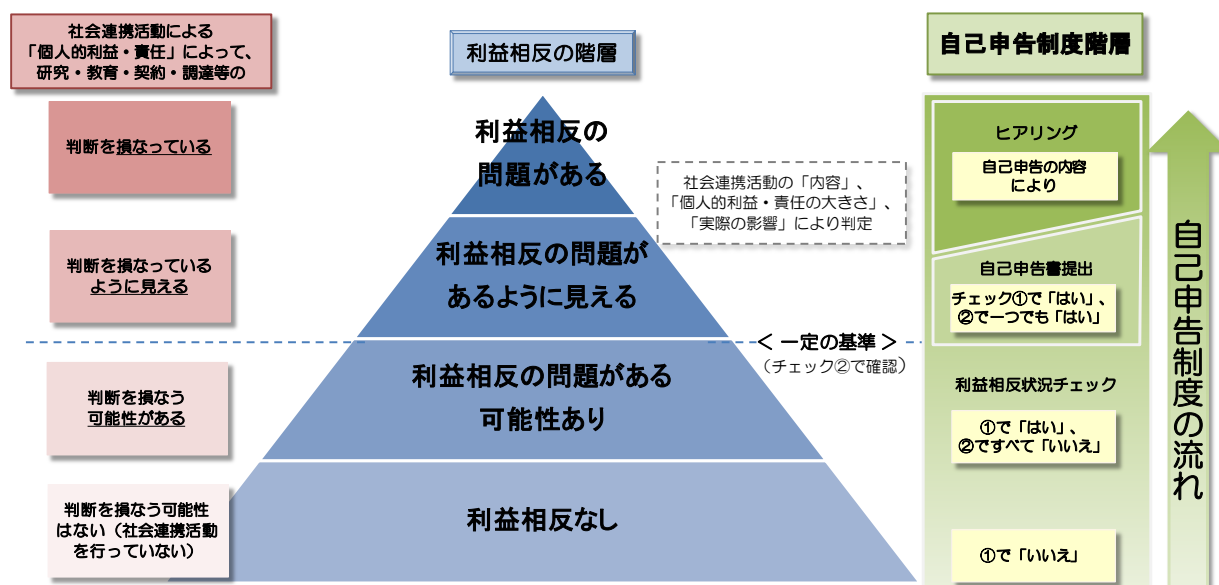 社会連携活動による
「個人的利益・責任」によって、
研究・教育・契約・調達等の
判断を損なっている
判断を損なっている
ように見える
判断を損なう
可能性がある
判断を損なう可能性
はない（社会連携活動
を行っていない）
利益相反の階層
利益相反の
問題がある
利益相反の問題が
あるように見える
利益相反の問題がある
可能性あり
利益相反なし
社会連携活動の「内容」、
「個人的利益・責任の大きさ」、
「実際の影響」により判定
＜ 一定の基準 ＞
（チェック②で確認）
自己申告制度階層
ヒアリング
自己申告の内容
により
自己申告書提出
チェック①で「はい」、
②で一つでも「はい」
利益相反状況チェック
①で「はい」、
②ですべて「いいえ」
①で「いいえ」
自己申告制度の流れ